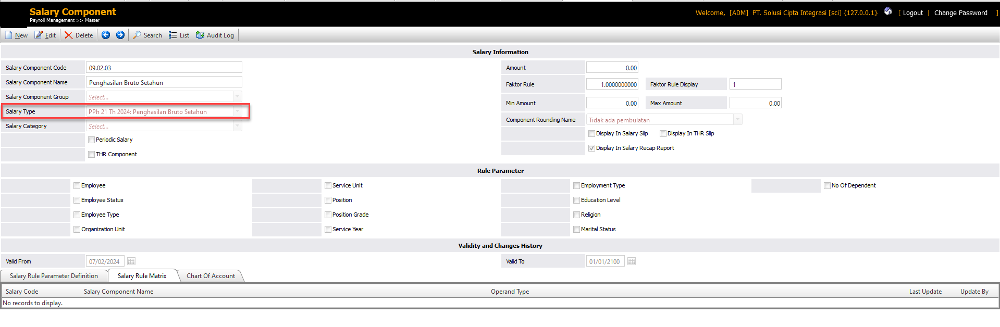 Salary Component
Payroll Management >> Master
Welcome, [ADM] PT. Solusi Cipta Integrasi [sci] {127.0.0.1} [ Logout | Change Password ]
New Edit Delete Search List Audit Log
Salary Information
Salary Component Code 09.02.03
Salary Component Name Penghasilan Bruto Setahun
Salary Component Group Select...
Salary Type PPh 21 Th 2024: Penghasilan Bruto Setahun
Salary Category Select...
Periodic Salary
THR Component
Amount 0.00
Faktor Rule 1.0000000000 Faktor Rule Display 1
Min Amount 0.00 Max Amount 0.00
Component Rounding Name Tidak ada pembulatan
Display In Salary Slip Display In THR Slip
Display In Salary Recap Report
Rule Parameter
Employee Service Unit Employment Type No Of Dependent
Employee Status Position Education Level
Employee Type Position Grade Religion
Organization Unit Service Year Marital Status
Validity and Changes History
Valid From 07/02/2024 Valid To 01/01/2100
Salary Rule Parameter Definition Salary Rule Matrix Chart Of Account
Salary Code Salary Component Name Operand Type Last Update Update By
No records to display.